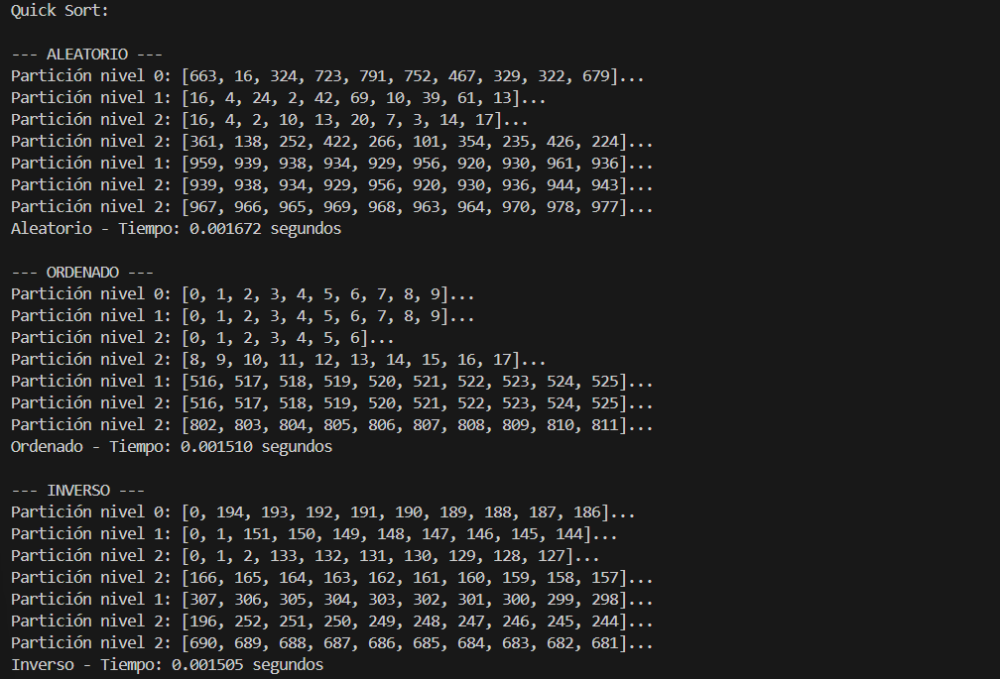 Quick Sort:
--- ALEATORIO ---
Partición nivel 0: [663, 16, 324, 723, 791, 752, 467, 329, 322, 679]...
Partición nivel 1: [16, 4, 24, 2, 42, 69, 10, 39, 61, 13]...
Partición nivel 2: [16, 4, 2, 10, 13, 20, 7, 3, 14, 17]...
Partición nivel 2: [361, 138, 252, 422, 266, 101, 354, 235, 426, 224]...
Partición nivel 1: [959, 939, 938, 934, 929, 956, 920, 930, 961, 936]...
Partición nivel 2: [939, 938, 934, 929, 956, 920, 930, 936, 944, 943]...
Partición nivel 2: [967, 966, 965, 969, 968, 963, 964, 970, 978, 977]...
Aleatorio - Tiempo: 0.001672 segundos
--- ORDENADO ---
Partición nivel 0: [0, 1, 2, 3, 4, 5, 6, 7, 8, 9]...
Partición nivel 1: [0, 1, 2, 3, 4, 5, 6, 7, 8, 9]...
Partición nivel 2: [0, 1, 2, 3, 4, 5, 6]...
Partición nivel 2: [8, 9, 10, 11, 12, 13, 14, 15, 16, 17]...
Partición nivel 1: [516, 517, 518, 519, 520, 521, 522, 523, 524, 525]...
Partición nivel 2: [516, 517, 518, 519, 520, 521, 522, 523, 524, 525]...
Partición nivel 2: [802, 803, 804, 805, 806, 807, 808, 809, 810, 811]...
Ordenado - Tiempo: 0.001510 segundos
--- INVERSO ---
Partición nivel 0: [0, 194, 193, 192, 191, 190, 189, 188, 187, 186]...
Partición nivel 1: [0, 1, 151, 150, 149, 148, 147, 146, 145, 144]...
Partición nivel 2: [0, 1, 2, 133, 132, 131, 130, 129, 128, 127]...
Partición nivel 2: [166, 165, 164, 163, 162, 161, 160, 159, 158, 157]...
Partición nivel 1: [307, 306, 305, 304, 303, 302, 301, 300, 299, 298]...
Partición nivel 2: [196, 252, 251, 250, 249, 248, 247, 246, 245, 244]...
Partición nivel 2: [690, 689, 688, 687, 686, 685, 684, 683, 682, 681]...
Inverso - Tiempo: 0.001505 segundos